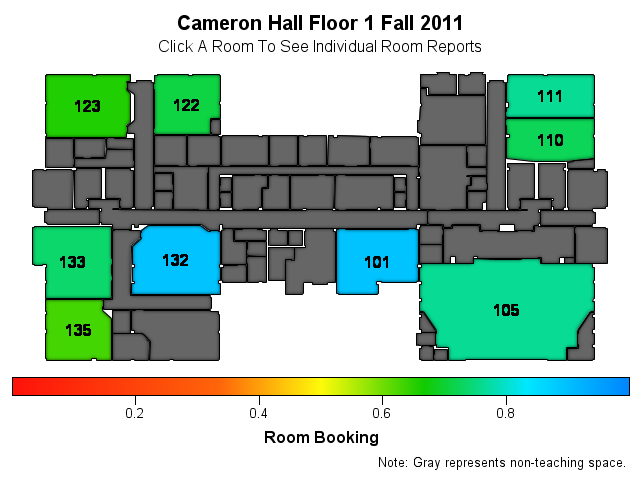 Cameron Hall Floor 1 Fall 2011
Click A Room To See Individual Room Reports
123
122
111
110
133
132
101
135
105
0.2 0.4 0.6 0.8
Room Booking
Note: Gray represents non-teaching space.